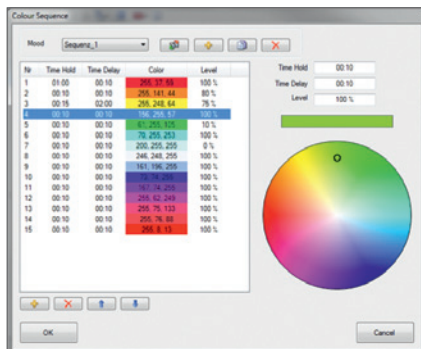 Colour Sequence
Mood Sequenz_1
Nr Time Hold Time Delay Color Level
1 01:00 00:10 255, 37, 59 100 %
2 00:10 00:10 255, 141, 44 80 %
3 00:15 02:00 255, 248, 64 75 %
4 00:10 00:10 156, 255, 57 100 %
5 00:10 00:10 61, 255, 105 10 %
6 00:10 00:10 70, 255, 253 100 %
7 00:10 00:10 200, 255, 255 0 %
8 00:10 00:10 246, 248, 255 100 %
9 00:10 00:10 161, 196, 255 100 %
10 00:10 00:10 255 100 %
11 00:10 00:10 167, 74, 255 100 %
12 00:10 00:10 255, 62, 249 100 %
13 00:10 00:10 255, 75, 133 100 %
14 00:10 00:10 255, 76, 88 100 %
15 00:10 00:10 255, 8, 13 100 %
Time Hold 00:10
Time Delay 00:10
Level 100 %
OK Cancel